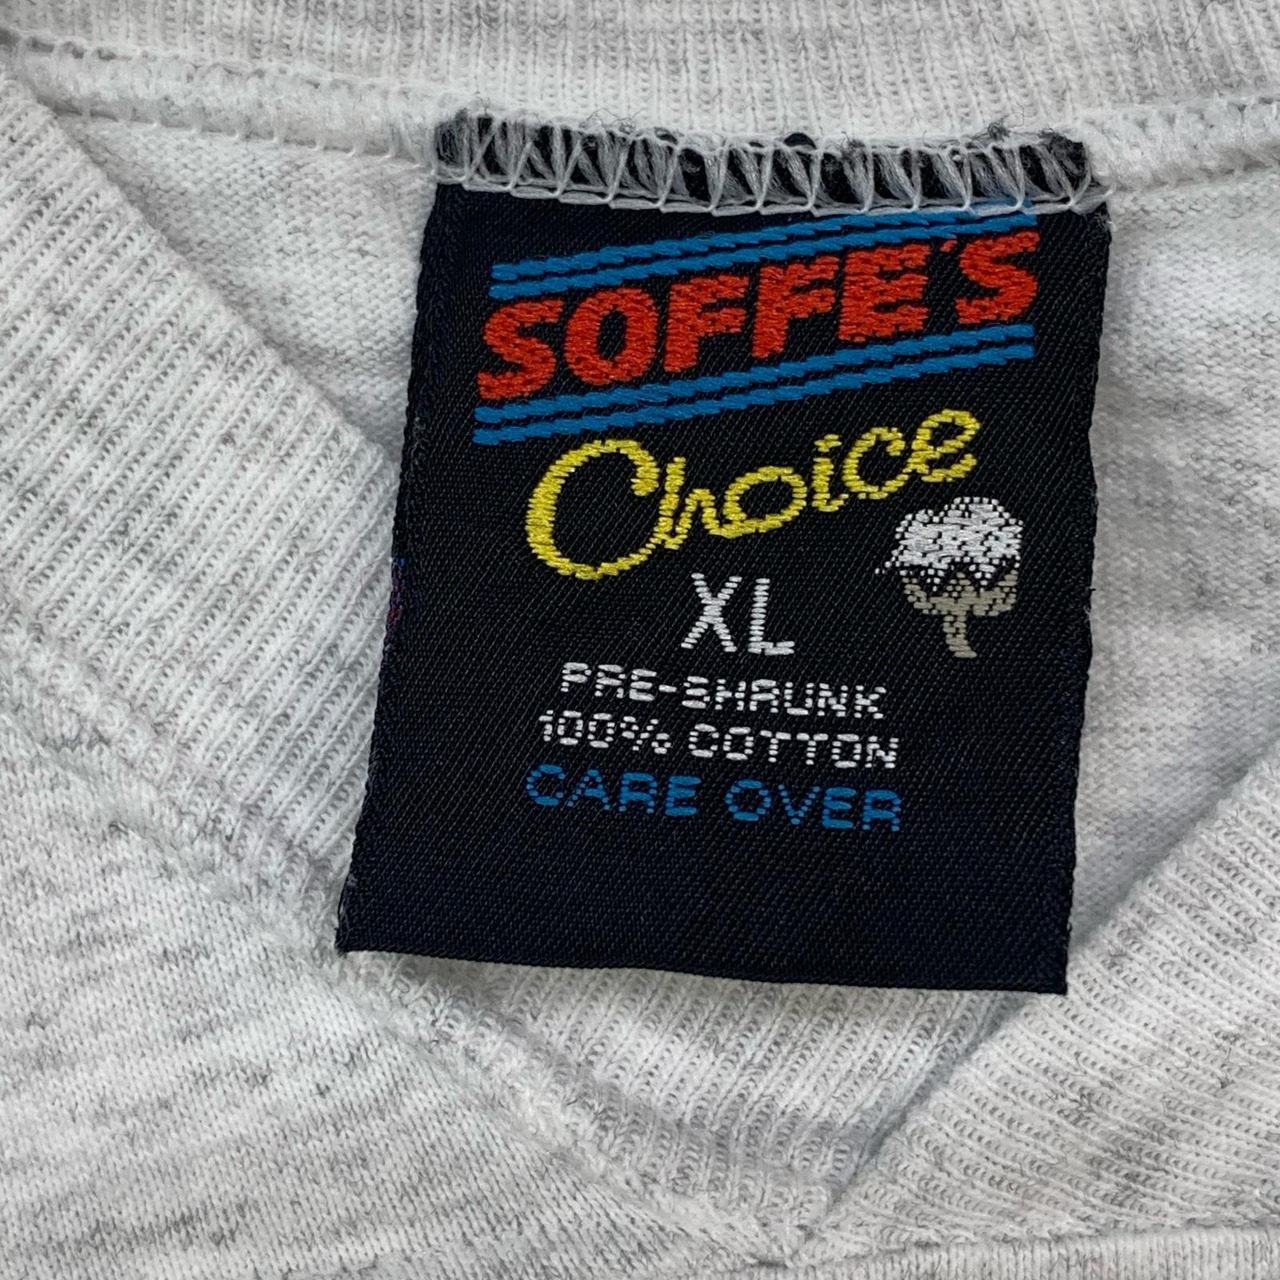 SOFFE'S
Choice
XL
PRE-SHRUNK
100% COTTON
CARE OVER